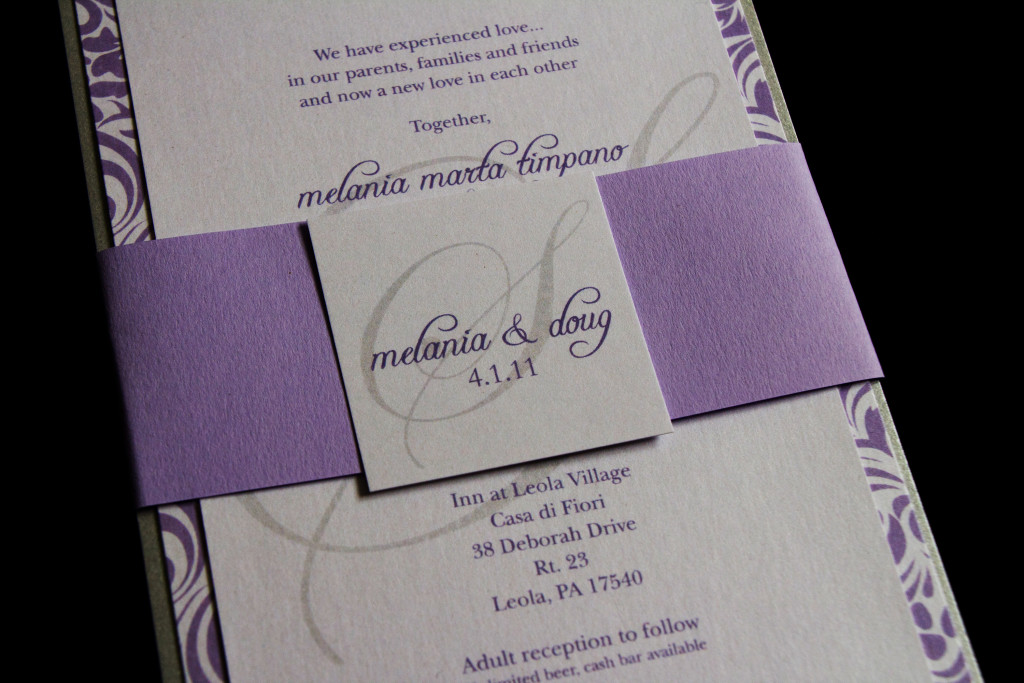 We have experienced love...
in our parents, families and friends
and now a new love in each other
Together,
melania marta timpano
S
melania & doug
4.1.11
Inn at Leola Village
Casa di Fiori
38 Deborah Drive
Rt. 23
Leola, PA 17540
Adult reception to follow
beer, cash bar available